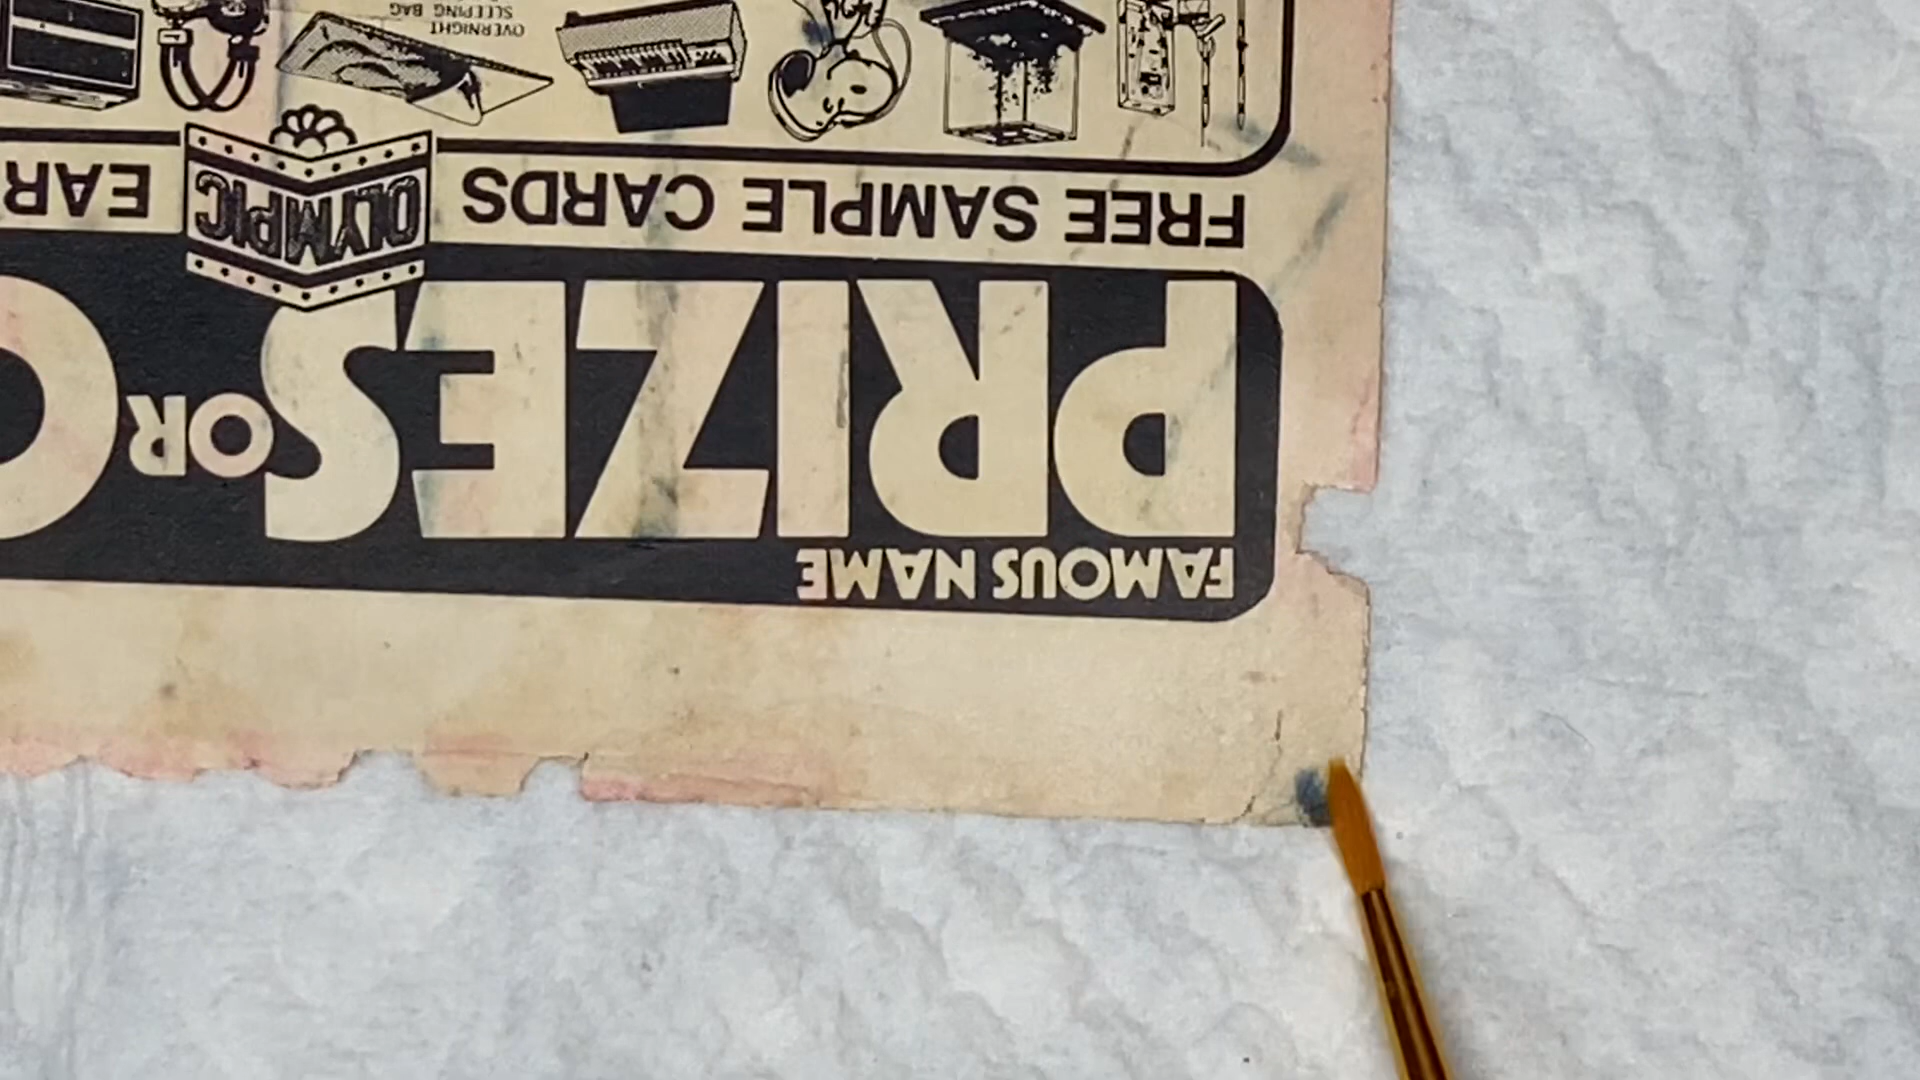 FAMOUS NAME
PRIZES OR
FREE SAMPLE CARDS
OLYMPIC
EAR
OVERNIGHT
SLEEPING BAG